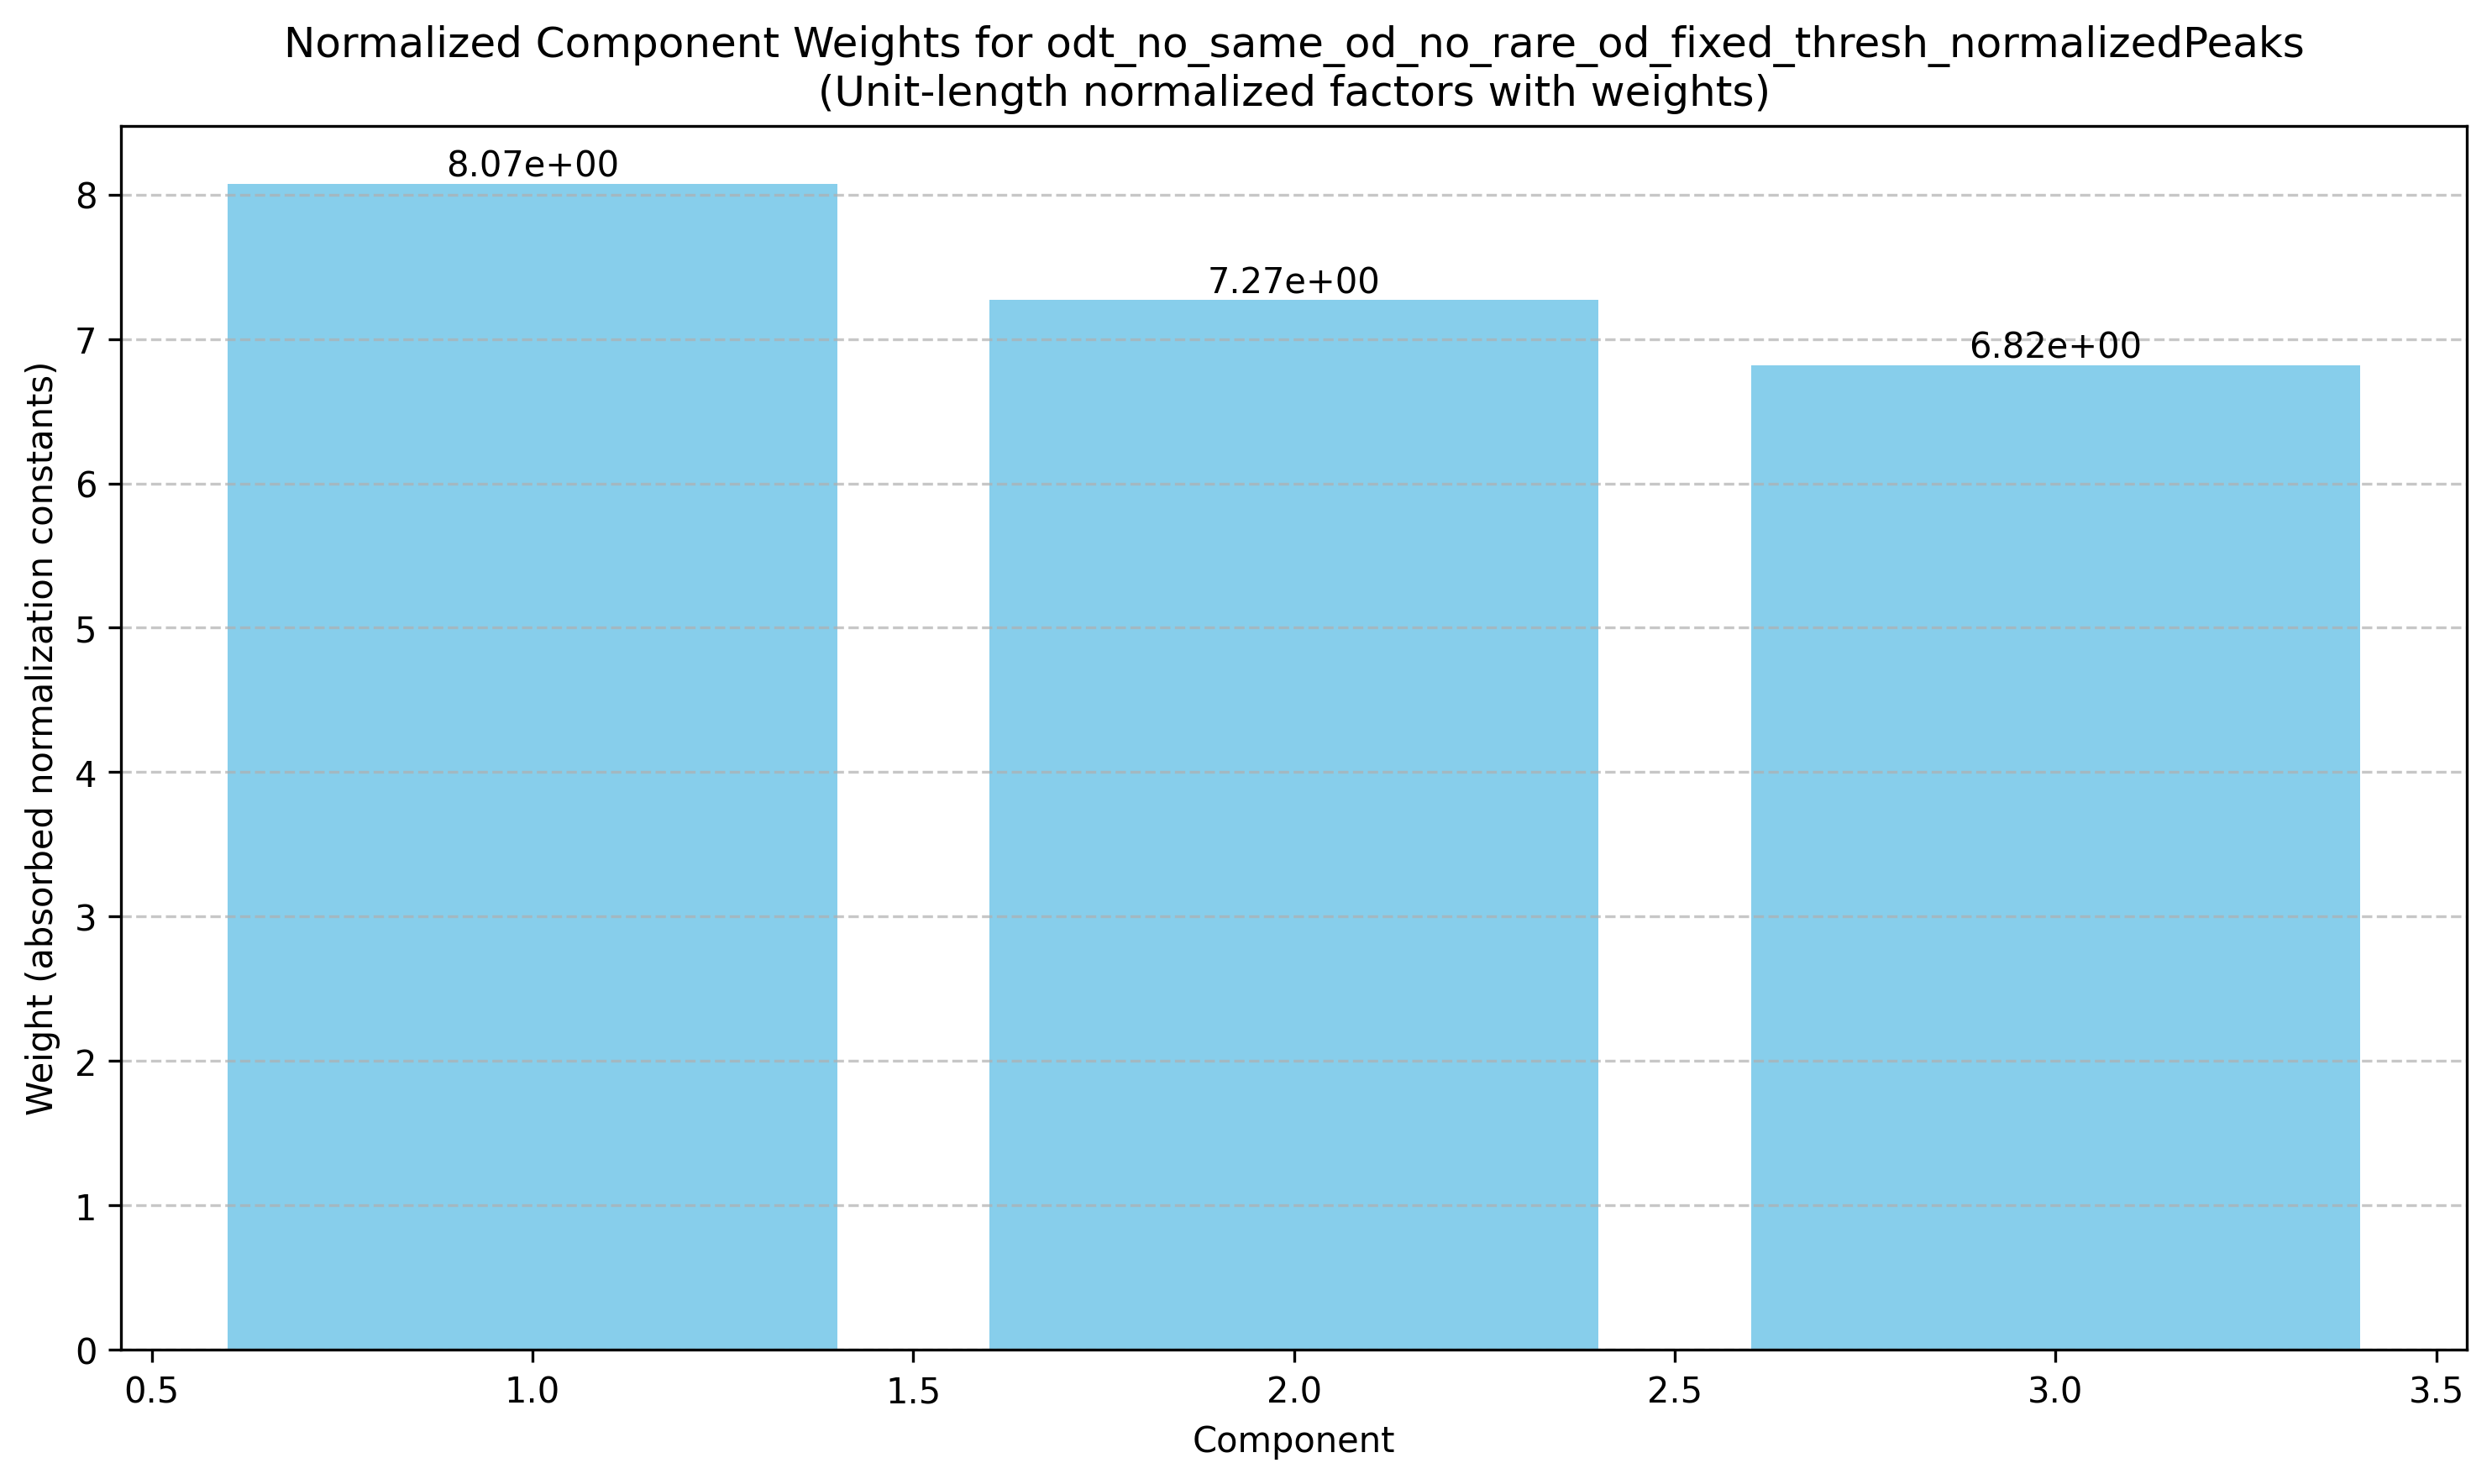 Normalized Component Weights for odt_no_same_od_no_rare_od_fixed_thresh_normalizedPeaks
(Unit-length normalized factors with weights)
Weight (absorbed normalization constants)
8
7
6
5
4
3
2
1
0
8.07e+00
7.27e+00
6.82e+00
0.5
1.0
1.5
2.0
2.5
3.0
3.5
Component